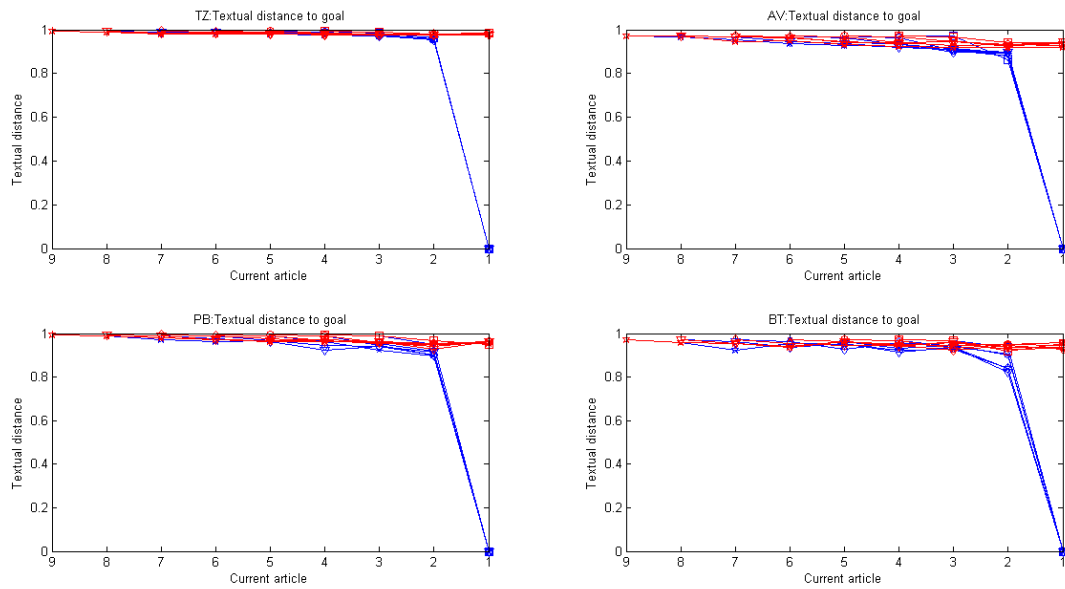 TZ:Textual distance to goal
1
0.8
0.6
0.4
0.2
0
Textual distance
9 8 7 6 5 4 3 2 1
Current article
AV:Textual distance to goal
1
0.8
0.6
0.4
0.2
0
Textual distance
9 8 7 6 5 4 3 2 1
Current article
PB:Textual distance to goal
1
0.8
0.6
0.4
0.2
0
Textual distance
9 8 7 6 5 4 3 2 1
Current article
BT:Textual distance to goal
1
0.8
0.6
0.4
0.2
0
Textual distance
9 8 7 6 5 4 3 2 1
Current article